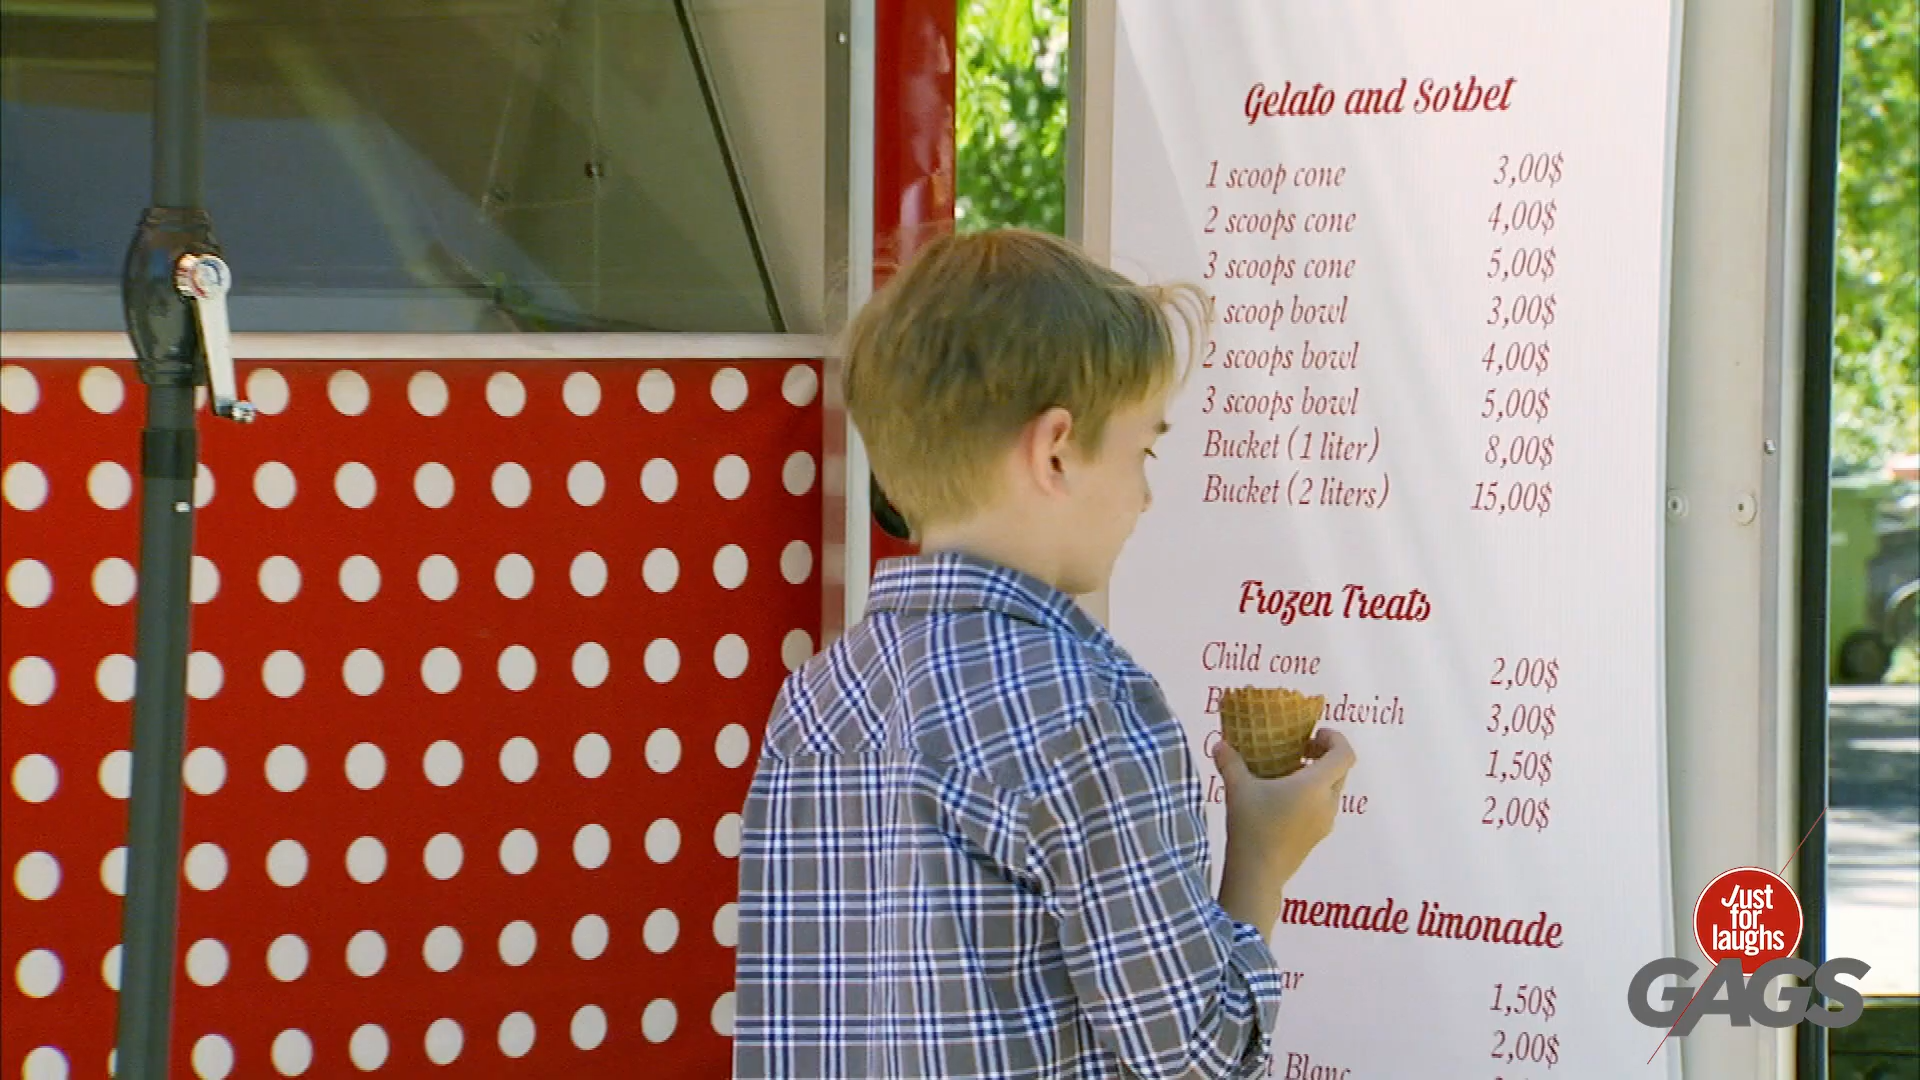 Gelato and Sorbet
1 scoop cone 3,00$
2 scoops cone 4,00$
3 scoops cone 5,00$
1 scoop bowl 3,00$
2 scoops bowl 4,00$
3 scoops bowl 5,00$
Bucket (1 liter) 8,00$
Bucket (2 liters) 15,00$
Frozen Treats
Child cone 2,00$
3,00$
1,50$
2,00$
limonade
1,50$
2,00$
Blanc
Just
for
laughs
GAGS